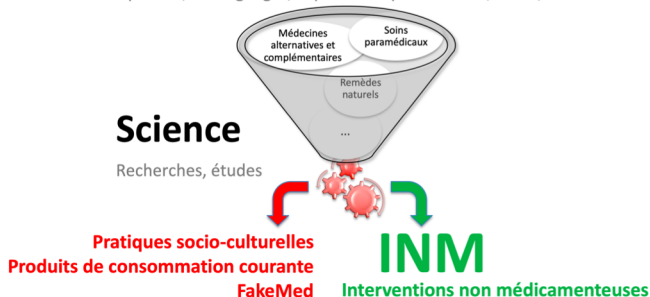 Médecines
alternatives et
complémentaires
Soins
paramédicaux
Remèdes
naturels
...
Science
Recherches, études
Pratiques socio-culturelles
Produits de consommation courante
FakeMed
INM
Interventions non médicamenteuses